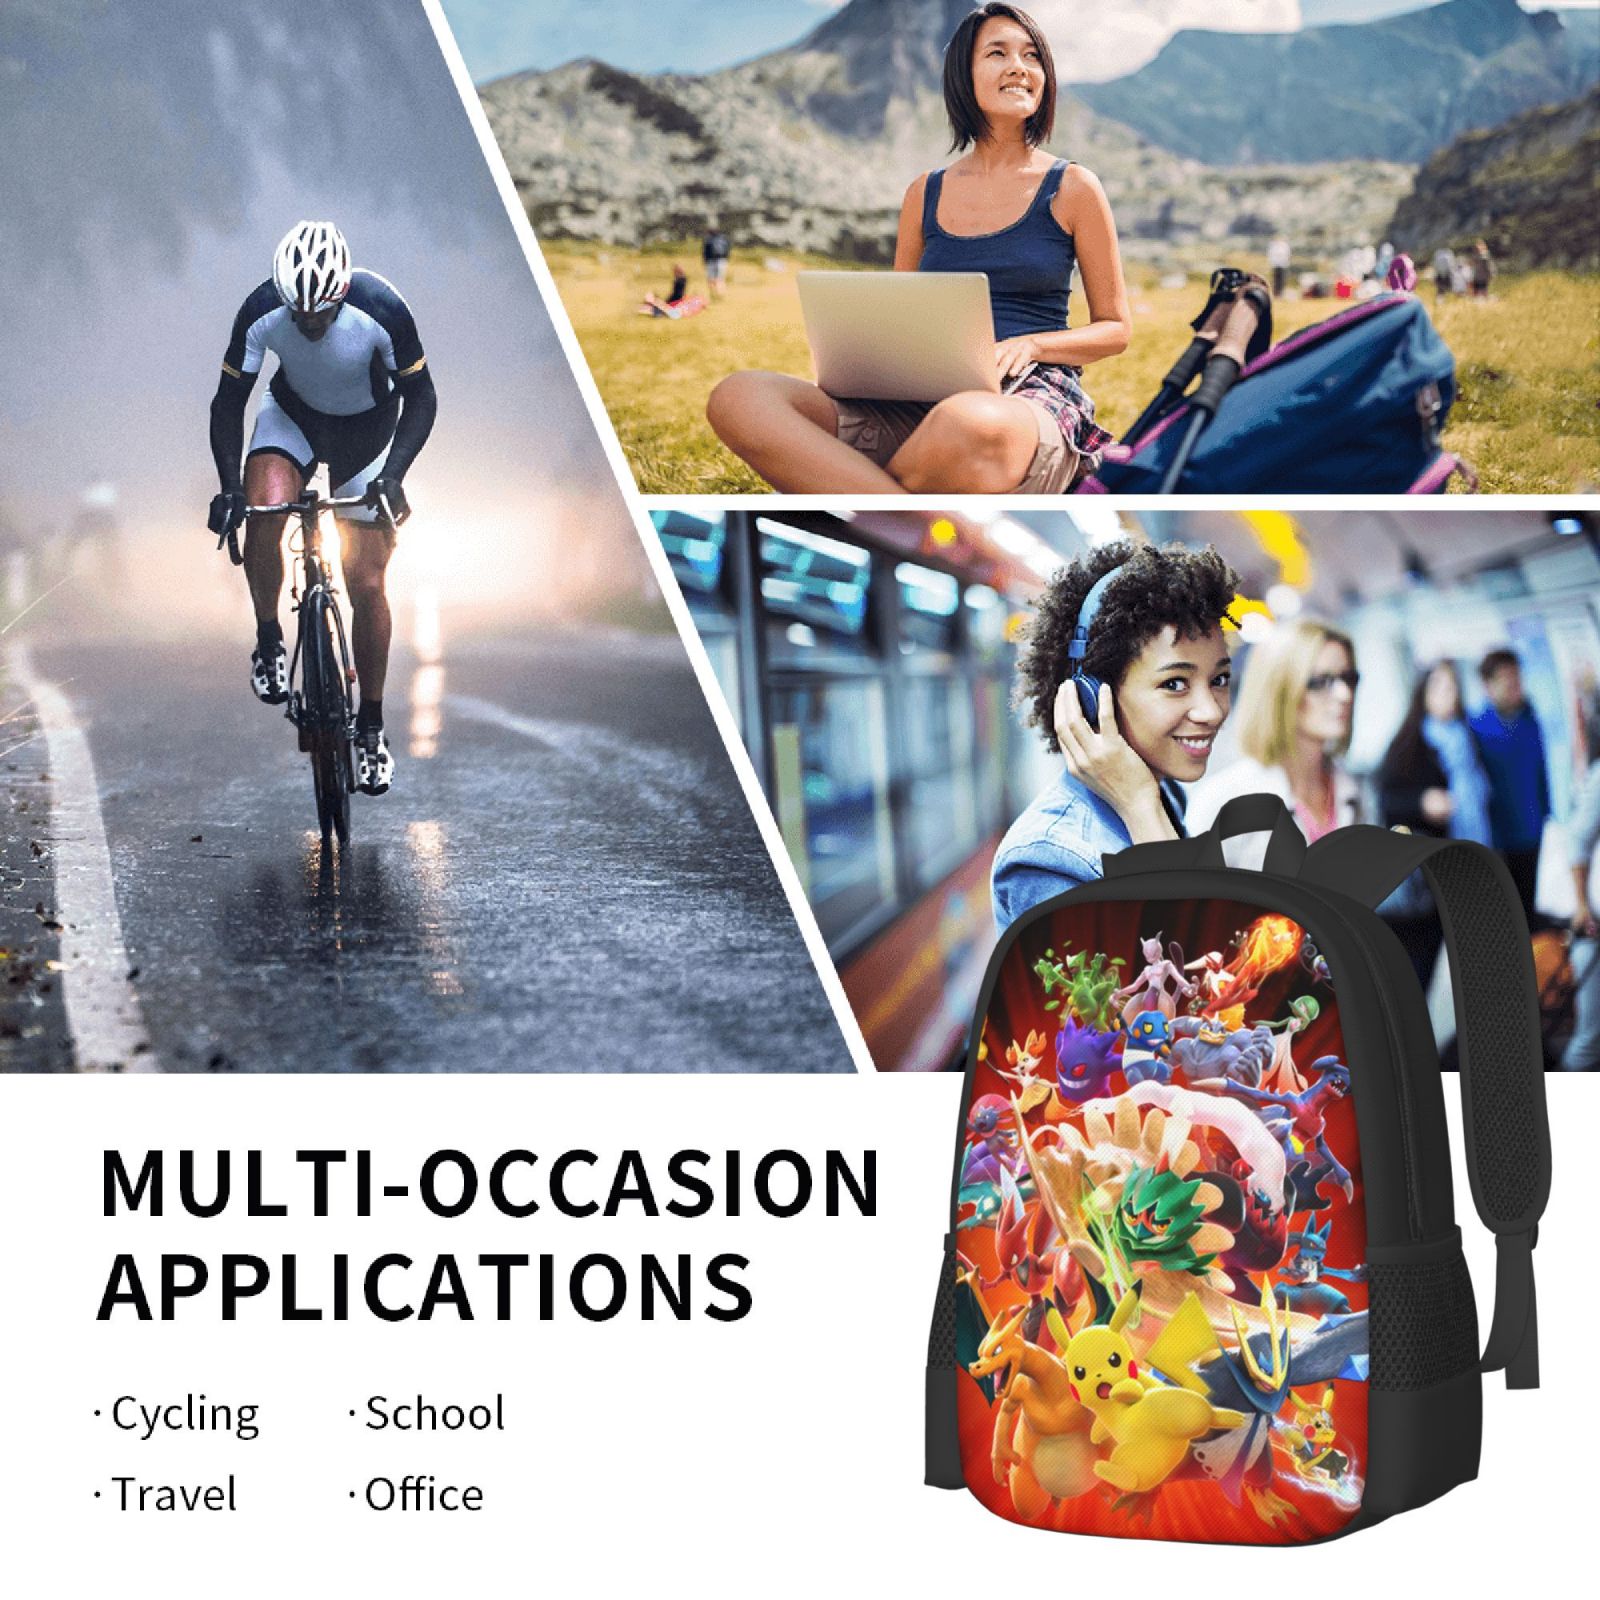 MULTI-OCCASION
APPLICATIONS
· Cycling
· School
· Travel
· Office